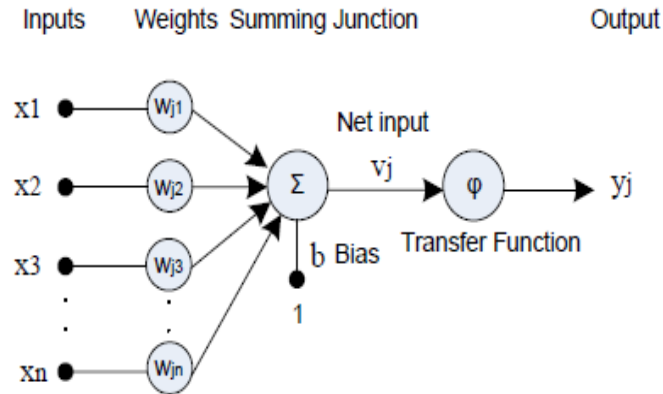 Inputs Weights Summing Junction Output
x1 Wj1
Net input
x2 Wj2 Σ vj φ yj
x3 Wj3 b Bias Transfer Function
. . 1
. .
xn Wjn